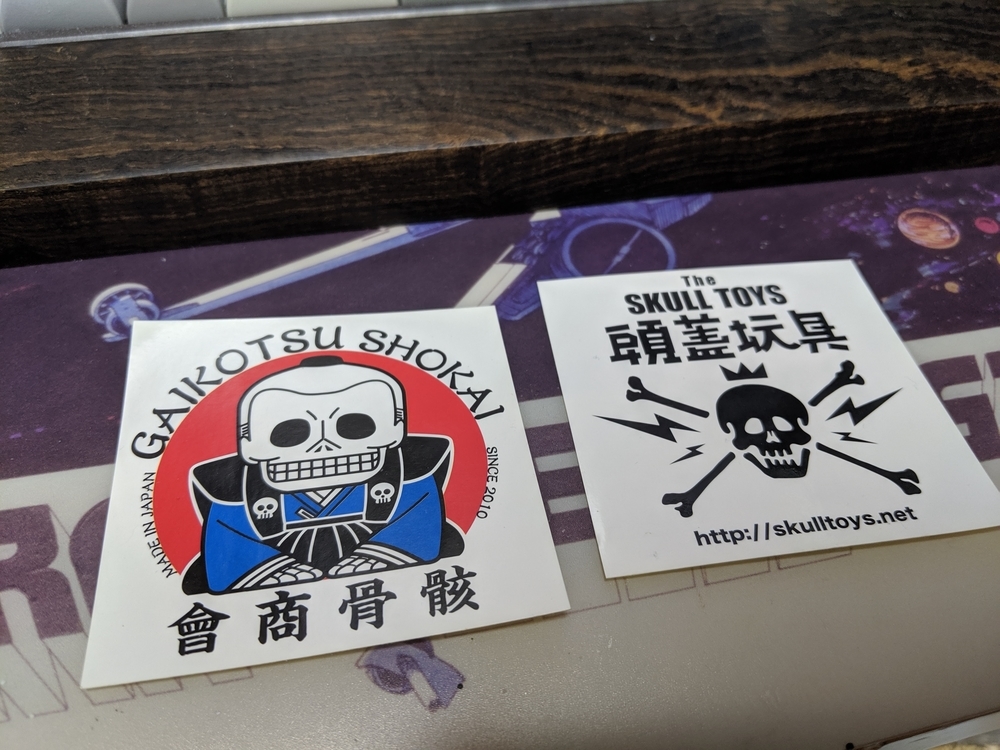 GAIKOTSU SHOKAI
MADE IN JAPAN
SINCE 2010
會商骨骸
The
SKULL TOYS
頭蓋玩具
http://skulltoys.net